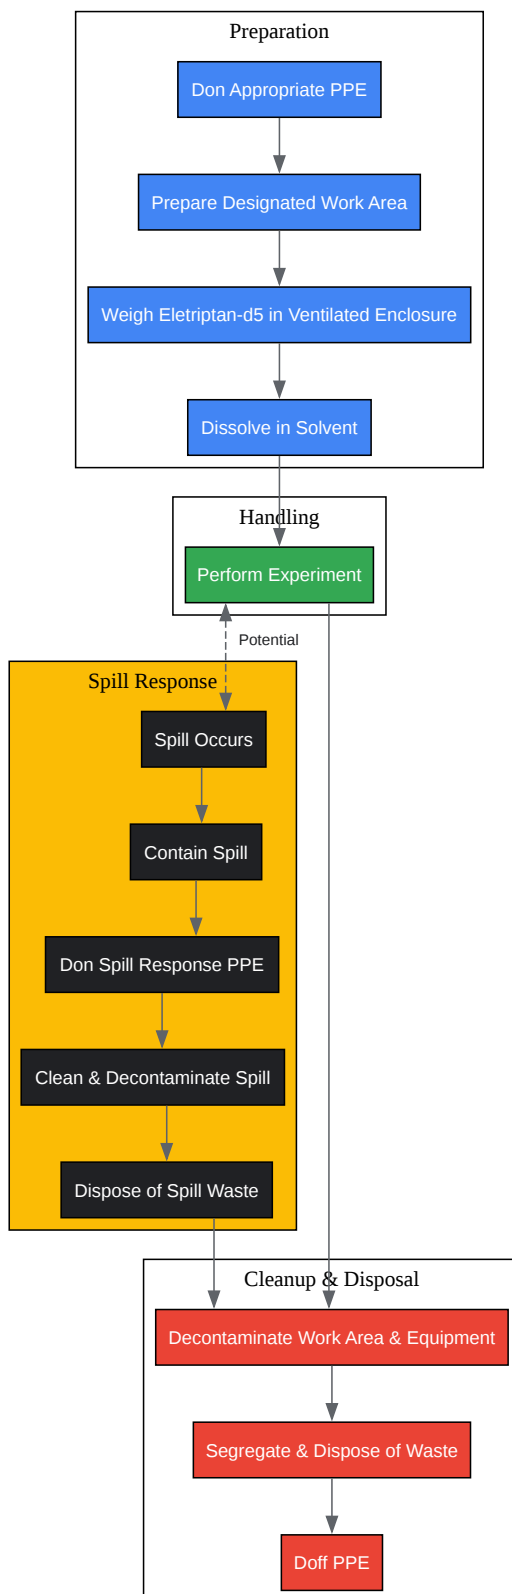 Preparation
Don Appropriate PPE
Prepare Designated Work Area
Weigh Eletriptan-d5 in Ventilated Enclosure
Dissolve in Solvent
Handling
Perform Experiment
Potential
Spill Response
Spill Occurs
Contain Spill
Don Spill Response PPE
Clean & Decontaminate Spill
Dispose of Spill Waste
Cleanup & Disposal
Decontaminate Work Area & Equipment
Segregate & Dispose of Waste
Doff PPE